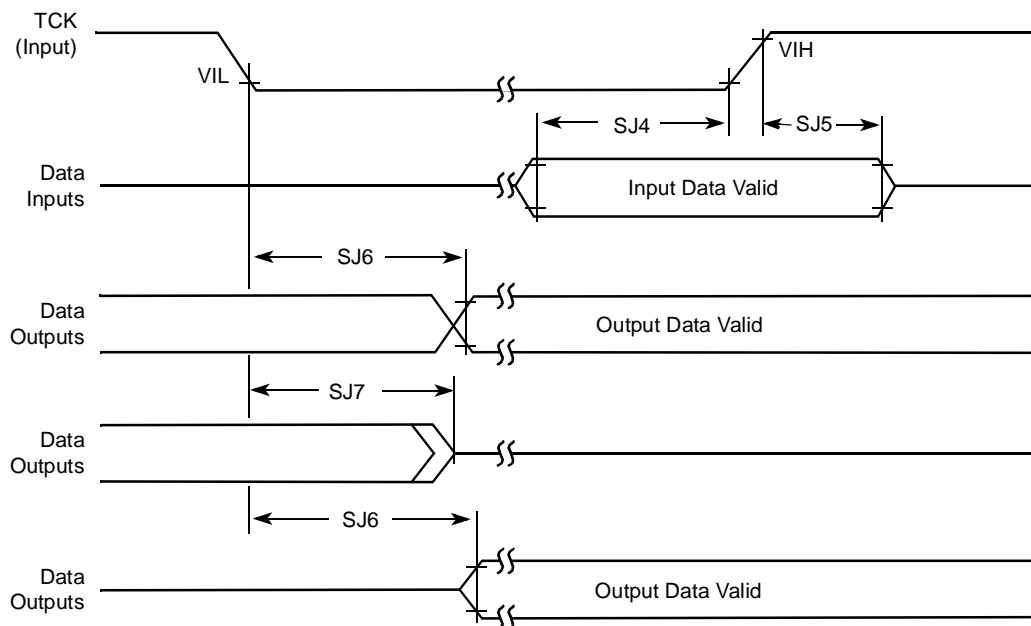 TCK
(Input)
VIL
VIH
SJ4
SJ5
Data
Inputs
Input Data Valid
SJ6
Data
Outputs
Output Data Valid
SJ7
Data
Outputs
SJ6
Data
Outputs
Output Data Valid